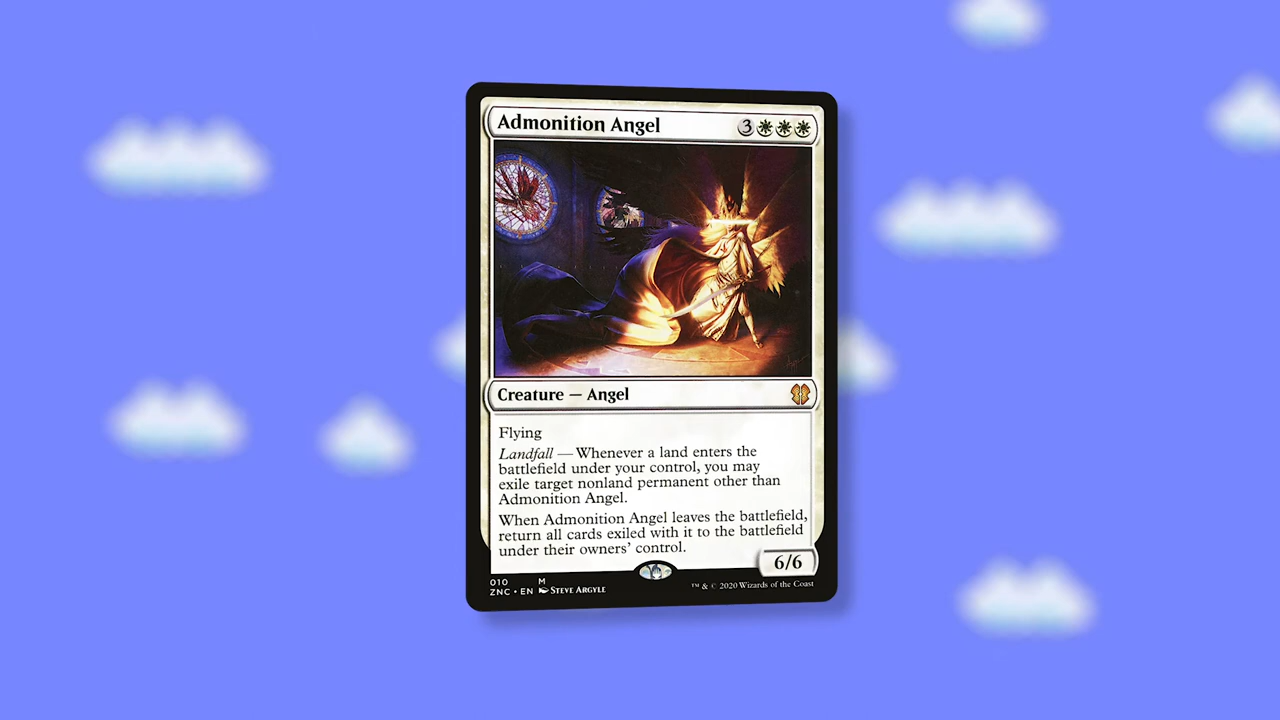 Admonition Angel 3
Creature — Angel
Flying
Landfall — Whenever a land enters the
battlefield under your control, you may
exile target nonland permanent other than
Admonition Angel.
When Admonition Angel leaves the battlefield,
return all cards exiled with it to the battlefield
under their owners' control.
6/6
010 M
ZNC • EN Steve Argyle
™ & © 2020 Wizards of the Coast